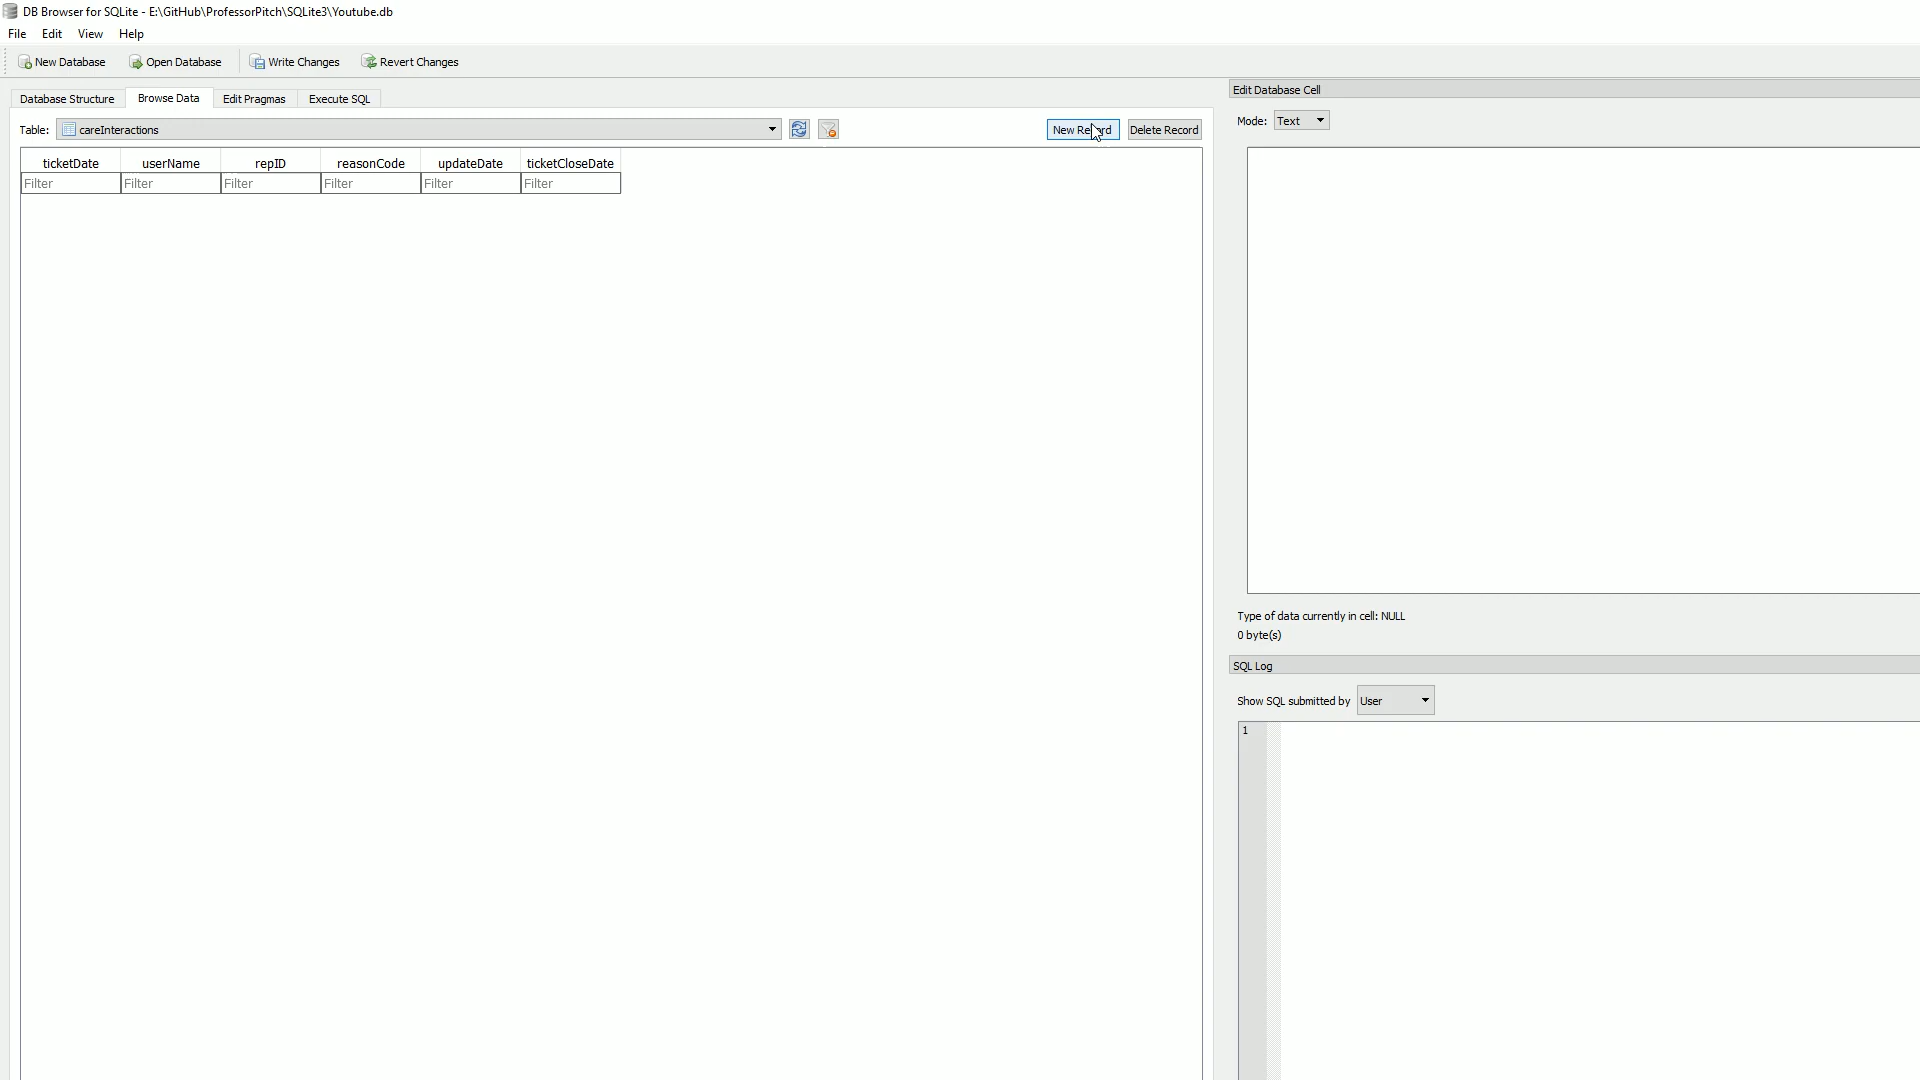 DB Browser for SQLite - E:\GitHub\ProfessorPitch\SQLite3\Youtube.db
File Edit View Help
New Database Open Database Write Changes Revert Changes
Database Structure Browse Data Edit Pragmas Execute SQL
Table: careInteractions New Record Delete Record
ticketDate userName repID reasonCode updateDate ticketCloseDate
Filter Filter Filter Filter Filter Filter
Edit Database Cell
Mode: Text
Type of data currently in cell: NULL
0 byte(s)
SQL Log
Show SQL submitted by User
1